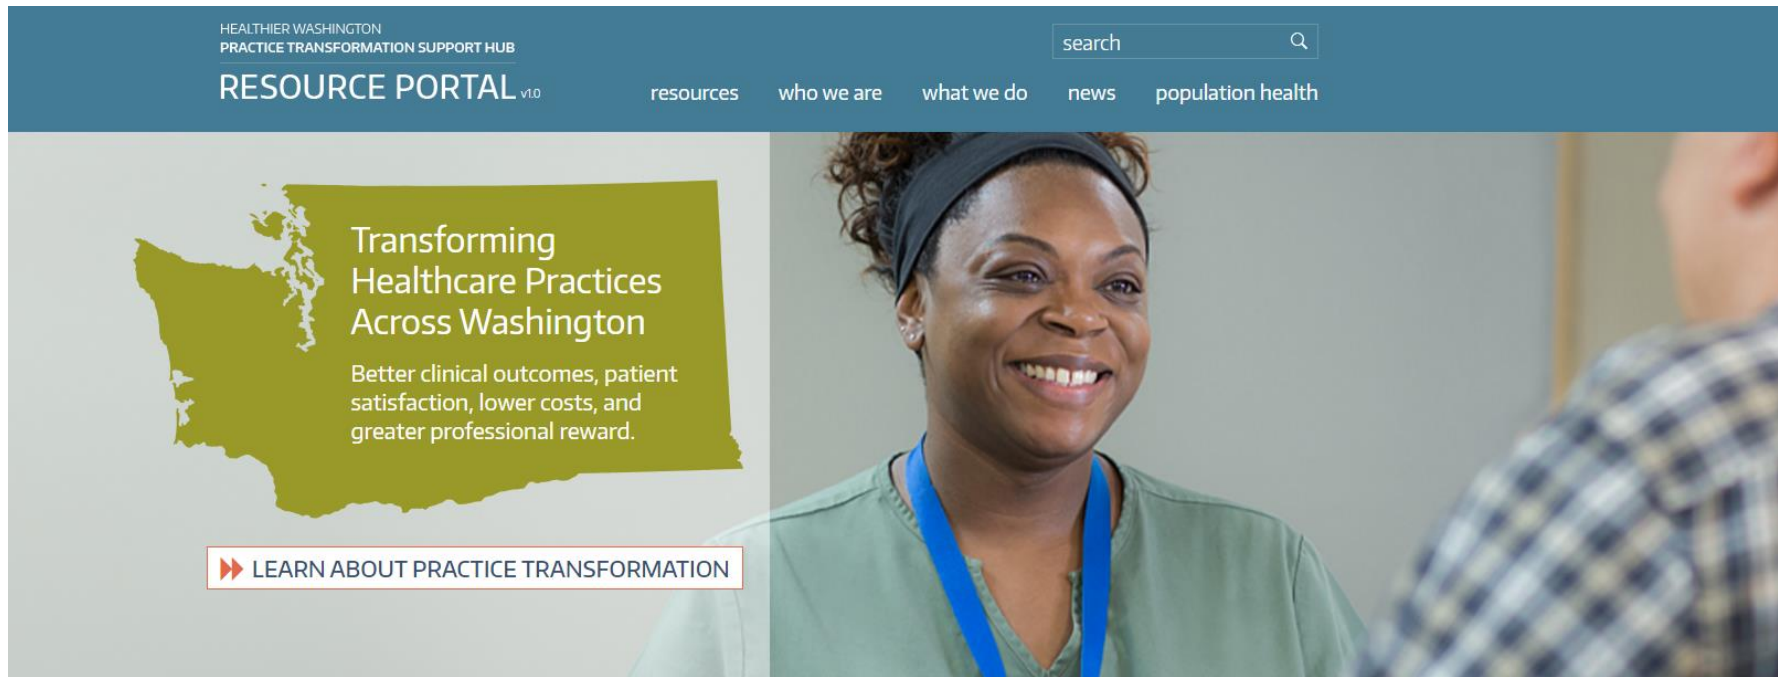 HEALTHIER WASHINGTON
PRACTICE TRANSFORMATION SUPPORT HUB
RESOURCE PORTAL v1.0
search
resources who we are what we do news population health
Transforming
Healthcare Practices
Across Washington
Better clinical outcomes, patient
satisfaction, lower costs, and
greater professional reward.
LEARN ABOUT PRACTICE TRANSFORMATION